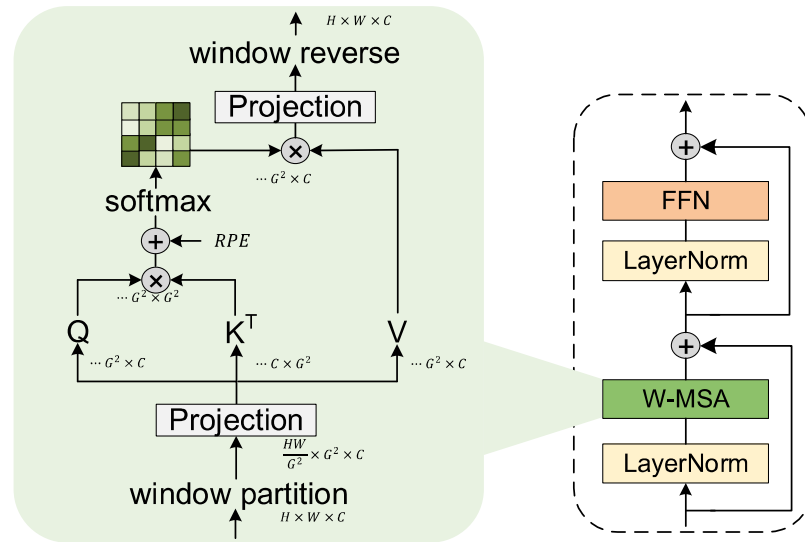 H × W × C
window reverse
Projection
×
⋯ G² × C
softmax
+
RPE
×
⋯ G² × G²
Q
Kᵀ
V
⋯ G² × C
⋯ C × G²
⋯ G² × C
Projection
HW/G² × G² × C
window partition
H × W × C
+
FFN
LayerNorm
+
W-MSA
LayerNorm